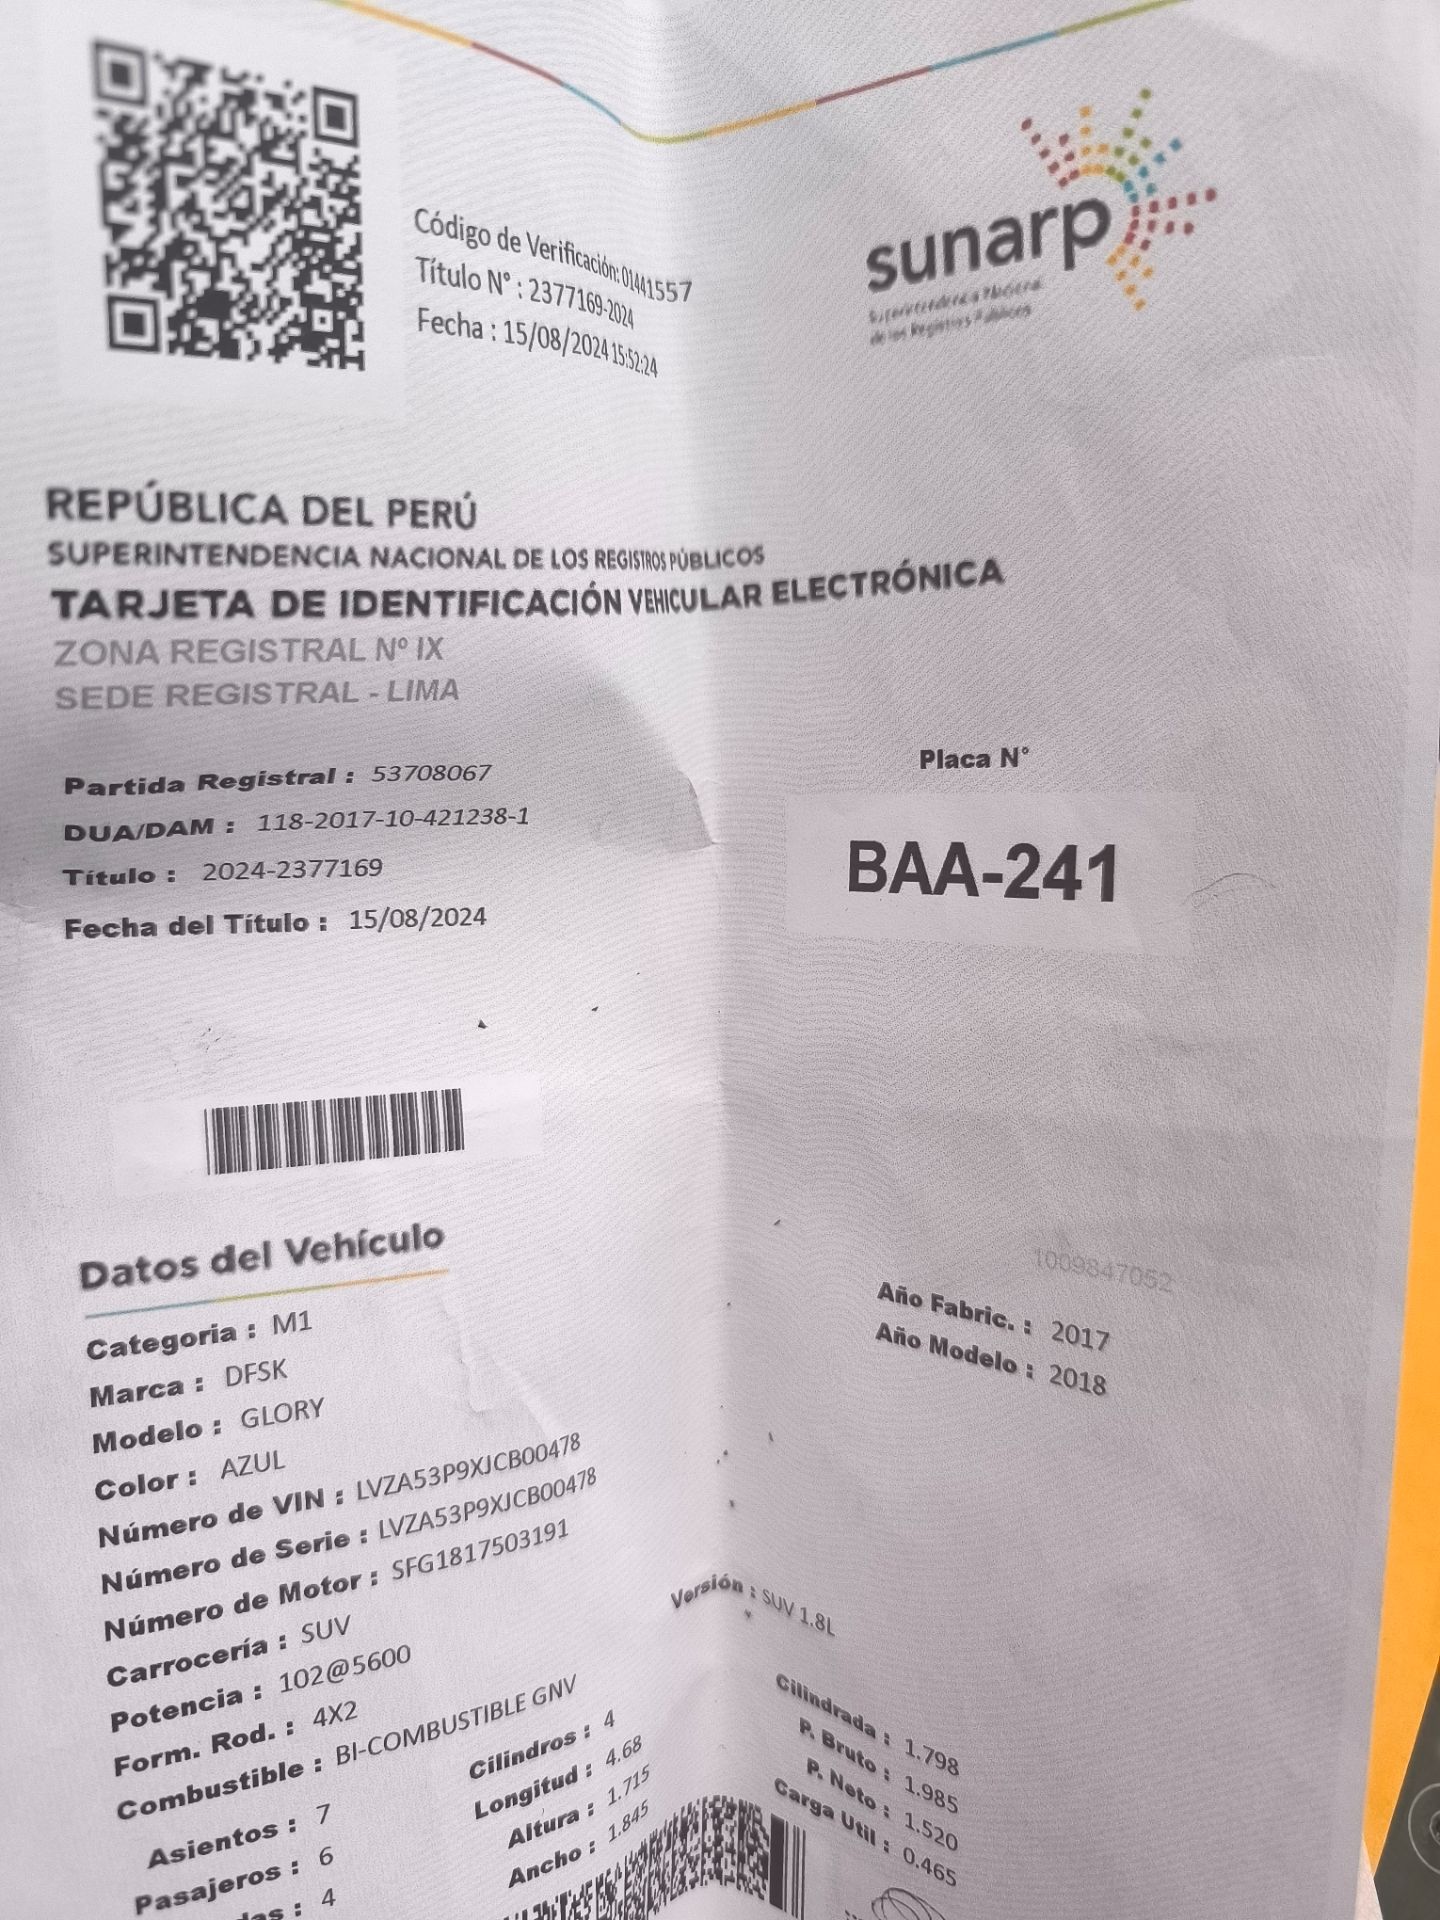 Código de Verificación: 01441557
Título N° : 2377169-2024
Fecha : 15/08/2024 15:52:24
sunarp
Superintendencia Nacional
de los Registros Públicos
REPÚBLICA DEL PERÚ
SUPERINTENDENCIA NACIONAL DE LOS REGISTROS PÚBLICOS
TARJETA DE IDENTIFICACIÓN VEHICULAR ELECTRÓNICA
ZONA REGISTRAL Nº IX
SEDE REGISTRAL - LIMA
Partida Registral : 53708067
DUA/DAM : 118-2017-10-421238-1
Título : 2024-2377169
Fecha del Título : 15/08/2024
Placa N°
BAA-241
Datos del Vehículo
1009847052
Categoria : M1
Año Fabric. : 2017
Marca : DFSK
Año Modelo : 2018
Modelo : GLORY
Color : AZUL
Número de VIN : LVZA53P9XJCB00478
Número de Serie : LVZA53P9XJCB00478
Número de Motor : SFG1817503191
Carrocería : SUV
Versión : SUV 1.8L
Potencia : 102@5600
Form. Rod. : 4X2
Combustible : BI-COMBUSTIBLE GNV
Asientos : 7
Cilindros : 4
Cilindrada : 1.798
Pasajeros : 6
Longitud : 4.68
P. Bruto : 1.985
das : 4
Altura : 1.715
P. Neto : 1.520
Ancho : 1.845
Carga Util : 0.465